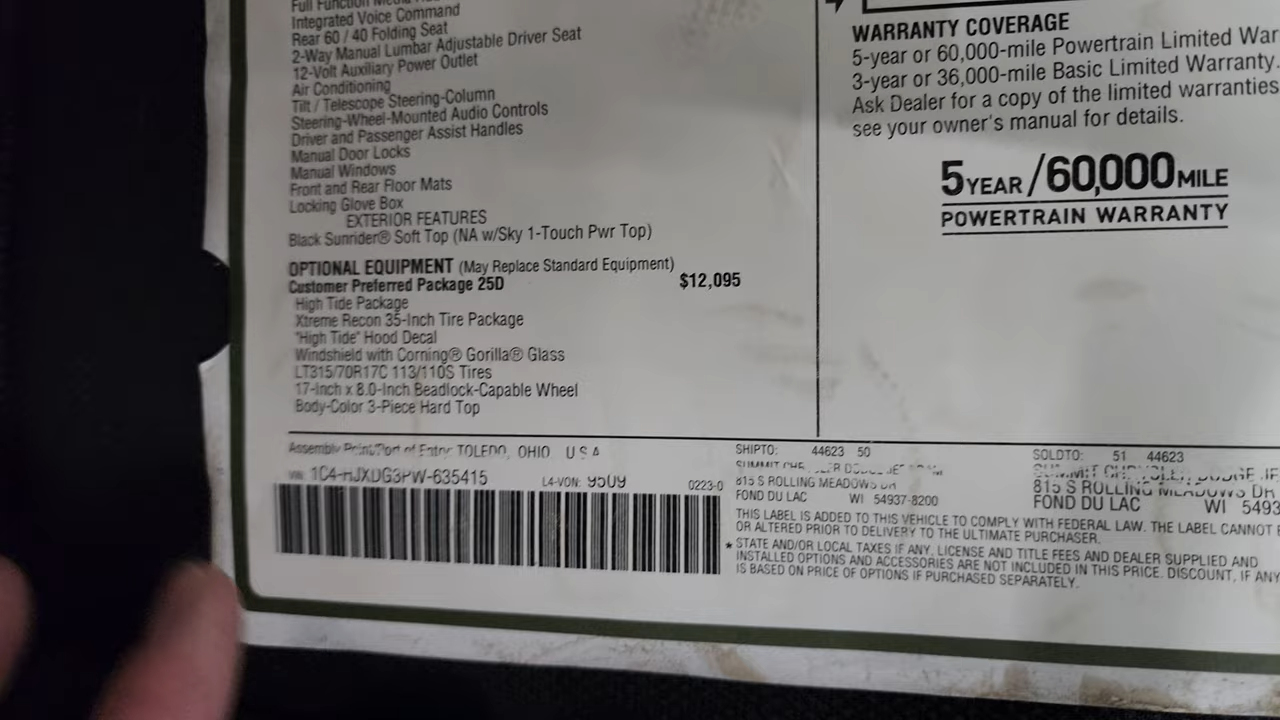 Full Function
Integrated Voice Command
Rear 60 / 40 Folding Seat
2-Way Manual Lumbar Adjustable Driver Seat
12-Volt Auxiliary Power Outlet
Air Conditioning
Tilt / Telescope Steering-Column
Steering-Wheel-Mounted Audio Controls
Driver and Passenger Assist Handles
Manual Door Locks
Manual Windows
Front and Rear Floor Mats
Locking Glove Box
EXTERIOR FEATURES
Black Sunrider® Soft Top (NA w/Sky 1-Touch Pwr Top)
OPTIONAL EQUIPMENT (May Replace Standard Equipment)
Customer Preferred Package 25D $12,095
High Tide Package
Xtreme Recon 35-Inch Tire Package
"High Tide" Hood Decal
Windshield with Corning® Gorilla® Glass
LT315/70R17C 113/110S Tires
17-Inch x 8.0-Inch Beadlock-Capable Wheel
Body-Color 3-Piece Hard Top
WARRANTY COVERAGE
5-year or 60,000-mile Powertrain Limited War
3-year or 36,000-mile Basic Limited Warranty.
Ask Dealer for a copy of the limited warranties
see your owner's manual for details.
5 YEAR / 60,000 MILE
POWERTRAIN WARRANTY
Assembly Point/Port of Entry: TOLEDO, OHIO U S A
VIN: 1C4-HJXDG3PW-635415 L4-VON: 9509
0223-0
SHIPTO: 44623 50
SUMMIT
815 S ROLLING MEADOWS DR
FOND DU LAC WI 54937-8200
SOLDTO: 51 44623
SUMMIT CHRYSLER DODGE
815 S ROLLING MEADOWS DR
FOND DU LAC WI 5493
THIS LABEL IS ADDED TO THIS VEHICLE TO COMPLY WITH FEDERAL LAW. THE LABEL CANNOT
OR ALTERED PRIOR TO DELIVERY TO THE ULTIMATE PURCHASER.
* STATE AND/OR LOCAL TAXES IF ANY, LICENSE AND TITLE FEES AND DEALER SUPPLIED AND
INSTALLED OPTIONS AND ACCESSORIES ARE NOT INCLUDED IN THIS PRICE. DISCOUNT, IF ANY
IS BASED ON PRICE OF OPTIONS IF PURCHASED SEPARATELY.